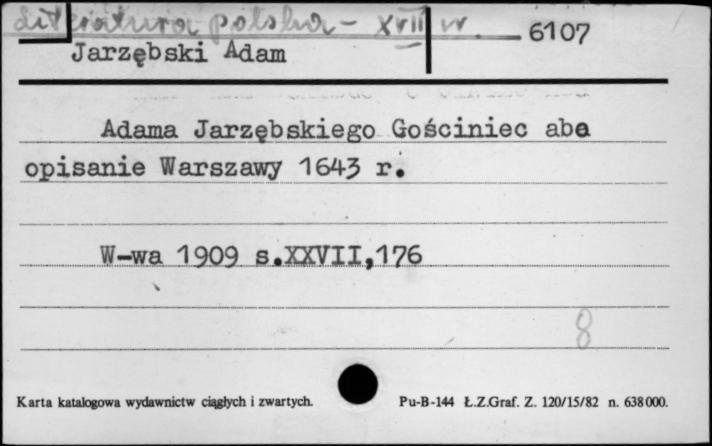 Literatura polska - XVII w.
6107
Jarzębski Adam
Adama Jarzębskiego Gościniec abo
opisanie Warszawy 1643 r.
W-wa 1909 s.XXVII,176
8
Karta katalogowa wydawnictw ciągłych i zwartych. Pu-B-144 Ł.Z.Graf. Z. 120/15/82 n. 638000.